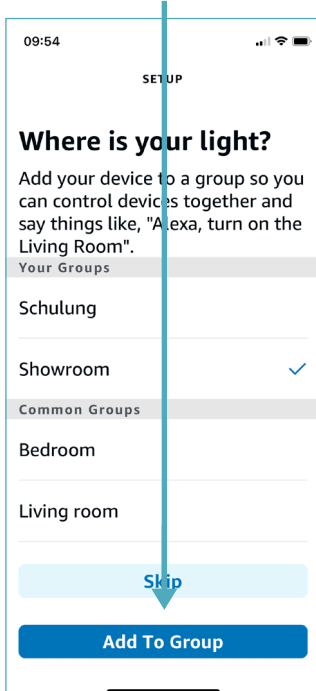 09:54
SETUP
Where is your light?
Add your device to a group so you
can control devices together and
say things like, "Alexa, turn on the
Living Room".
Your Groups
Schulung
Showroom
Common Groups
Bedroom
Living room
Skip
Add To Group